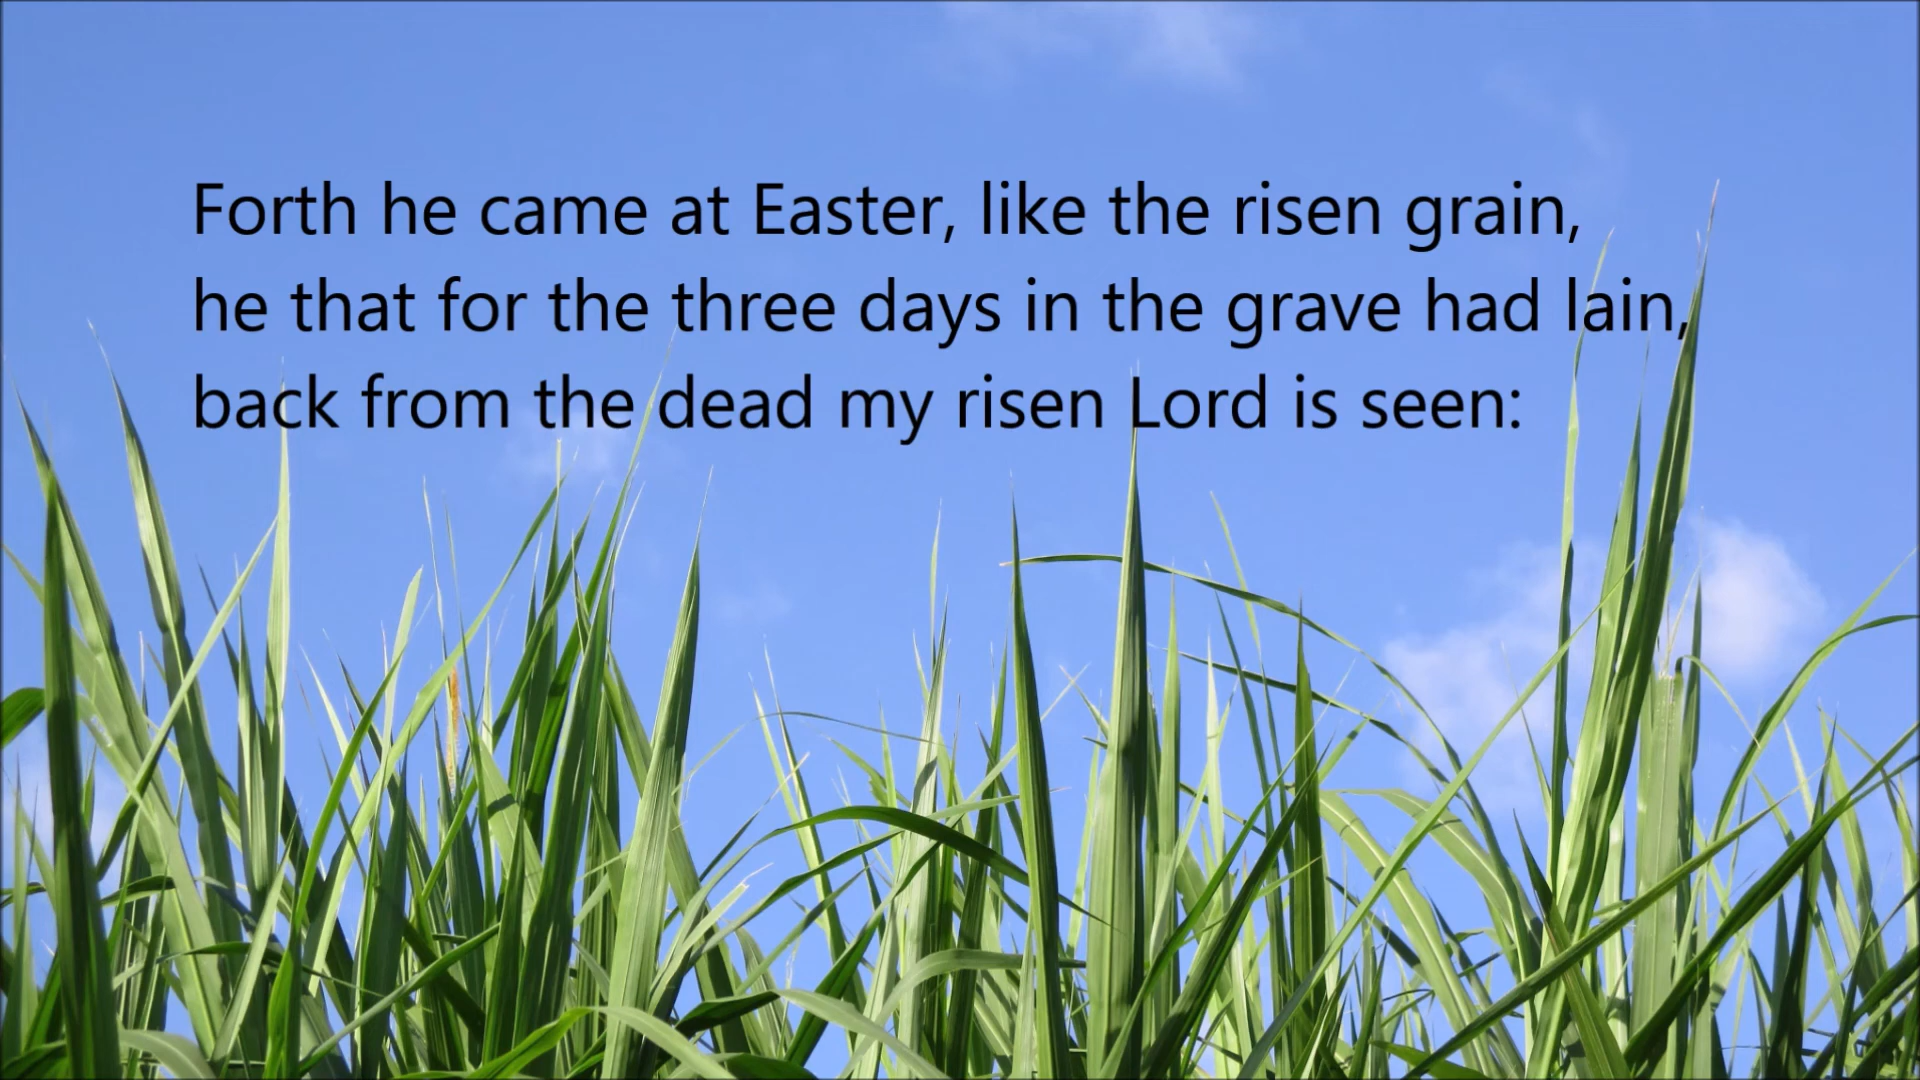 Forth he came at Easter, like the risen grain,
he that for the three days in the grave had lain,
back from the dead my risen Lord is seen: